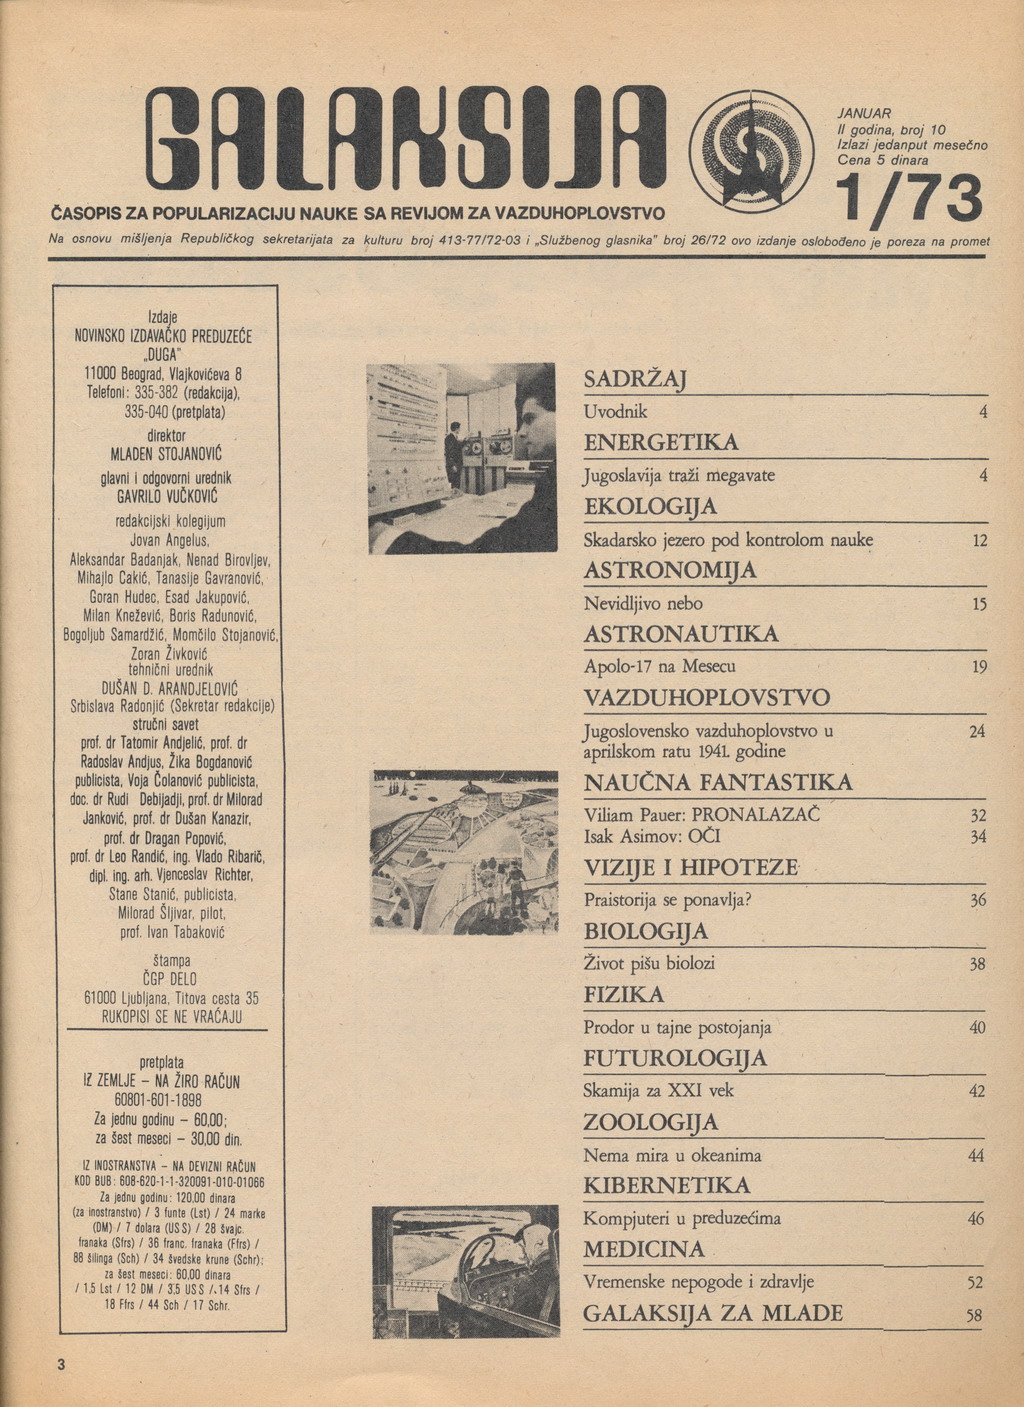 GALAKSIJA
ČASOPIS ZA POPULARIZACIJU NAUKE SA REVIJOM ZA VAZDUHOPLOVSTVO
JANUAR
II godina, broj 10
Izlazi jedanput mesečno
Cena 5 dinara
1/73
Na osnovu mišljenja Republičkog sekretarijata za kulturu broj 413-77/72-03 i „Službenog glasnika" broj 26/72 ovo izdanje oslobođeno je poreza na promet
Izdaje
NOVINSKO IZDAVAČKO PREDUZEĆE
„DUGA"
11000 Beograd, Vlajkovićeva 8
Telefoni: 335-382 (redakcija),
335-040 (pretplata)
direktor
MLADEN STOJANOVIĆ
glavni i odgovorni urednik
GAVRILO VUČKOVIĆ
redakcijski kolegijum
Jovan Angelus,
Aleksandar Badanjak, Nenad Birovljev,
Mihajlo Cakić, Tanasije Gavranović,
Goran Hudec, Esad Jakupović,
Milan Knežević, Boris Radunović,
Bogoljub Samardžić, Momčilo Stojanović,
Zoran Živković
tehnični urednik
DUŠAN D. ARANDJELOVIĆ
Srbislava Radonjić (Sekretar redakcije)
stručni savet
prof. dr Tatomir Andjelić, prof. dr
Radoslav Andjus, Žika Bogdanović
publicista, Voja Čolanović publicista,
doc. dr Rudi Debijadji, prof. dr Milorad
Janković, prof. dr Dušan Kanazir,
prof. dr Dragan Popović,
prof. dr Leo Randić, ing. Vlado Ribarić,
dipl. ing. arh. Vjenceslav Richter,
Stane Stanić, publicista,
Milorad Šljivar, pilot,
prof. Ivan Tabaković
štampa
ČGP DELO
61000 Ljubljana, Titova cesta 35
RUKOPISI SE NE VRAĆAJU
pretplata
IZ ZEMLJE – NA ŽIRO RAČUN
60801-601-1898
Za jednu godinu – 60,00;
za šest meseci – 30,00 din.
IZ INOSTRANSTVA – NA DEVIZNI RAČUN
KOD BUB: 608-620-1-1-320091-010-01066
Za jednu godinu: 120.00 dinara
(za inostranstvo) / 3 funte (Lst) / 24 marke
(DM) / 7 dolara (US S) / 28 švajc.
franaka (Sfrs) / 36 franc. franaka (Ffrs) /
88 šilinga (Sch) / 34 švedske krune (Schr);
za šest meseci: 60,00 dinara
/ 1,5 Lst / 12 DM / 3,5 US S / 14 Sfrs /
18 Ffrs / 44 Sch / 17 Schr.
SADRŽAJ
Uvodnik 4
ENERGETIKA
Jugoslavija traži megavate 4
EKOLOGIJA
Skadarsko jezero pod kontrolom nauke 12
ASTRONOMIJA
Nevidljivo nebo 15
ASTRONAUTIKA
Apolo-17 na Mesecu 19
VAZDUHOPLOVSTVO
Jugoslovensko vazduhoplovstvo u 24
aprilskom ratu 1941. godine
NAUČNA FANTASTIKA
Viliam Pauer: PRONALAZAČ 32
Isak Asimov: OČI 34
VIZIJE I HIPOTEZE
Praistorija se ponavlja? 36
BIOLOGIJA
Život pišu biolozi 38
FIZIKA
Prodor u tajne postojanja 40
FUTUROLOGIJA
Skamija za XXI vek 42
ZOOLOGIJA
Nema mira u okeanima 44
KIBERNETIKA
Kompjuteri u preduzećima 46
MEDICINA
Vremenske nepogode i zdravlje 52
GALAKSIJA ZA MLADE 58
3